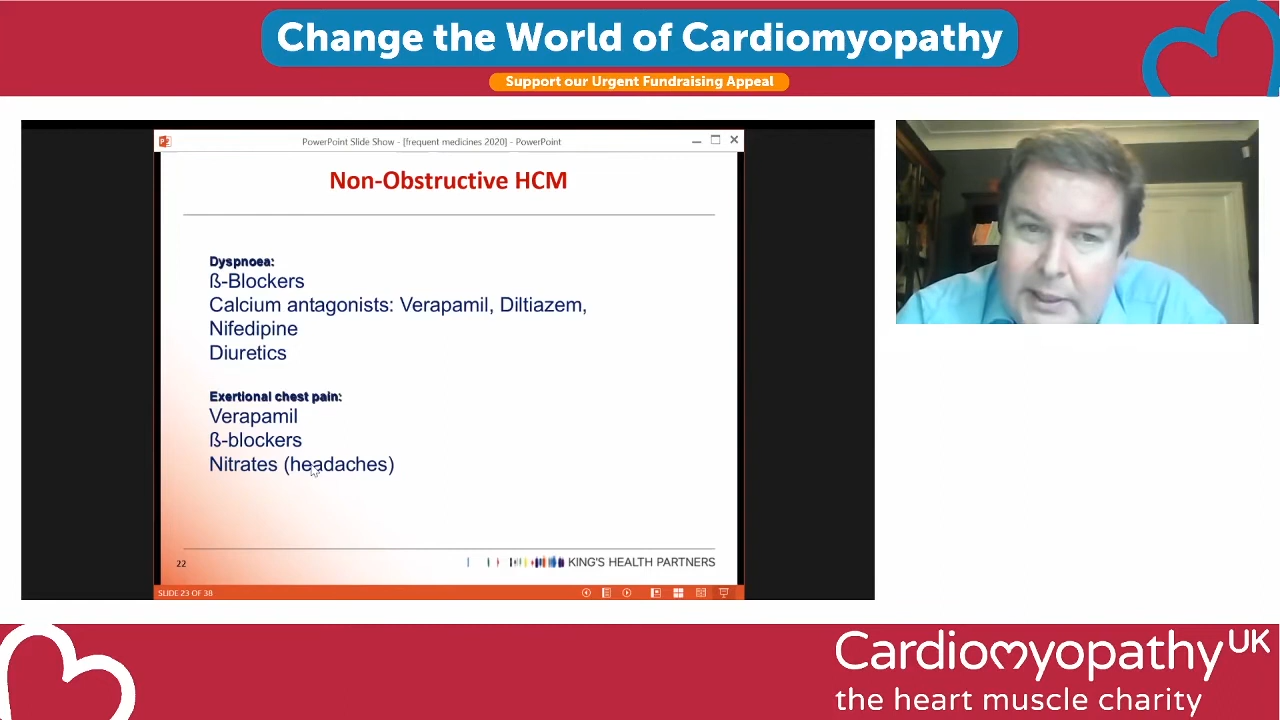 Change the World of Cardiomyopathy
Support our Urgent Fundraising Appeal
PowerPoint Slide Show - [frequent medicines 2020] - PowerPoint
Non-Obstructive HCM
Dyspnoea:
ß-Blockers
Calcium antagonists: Verapamil, Diltiazem,
Nifedipine
Diuretics
Exertional chest pain:
Verapamil
ß-blockers
Nitrates (headaches)
22
KING'S HEALTH PARTNERS
SLIDE 23 OF 38
Cardiomyopathy UK
the heart muscle charity